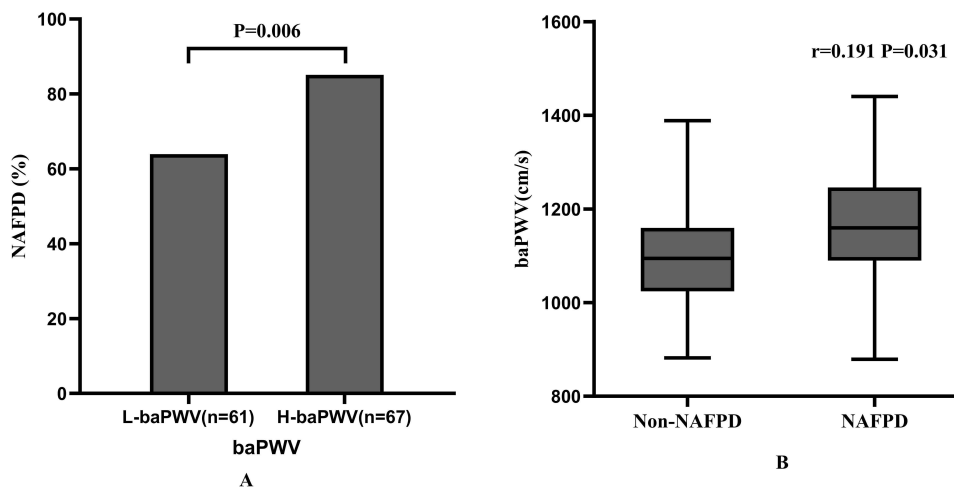 P=0.006
NAFPD (%)
100
80
60
40
20
0
L-baPWV(n=61) H-baPWV(n=67)
baPWV
A
r=0.191 P=0.031
baPWV(cm/s)
1600
1400
1200
1000
800
Non-NAFPD NAFPD
B